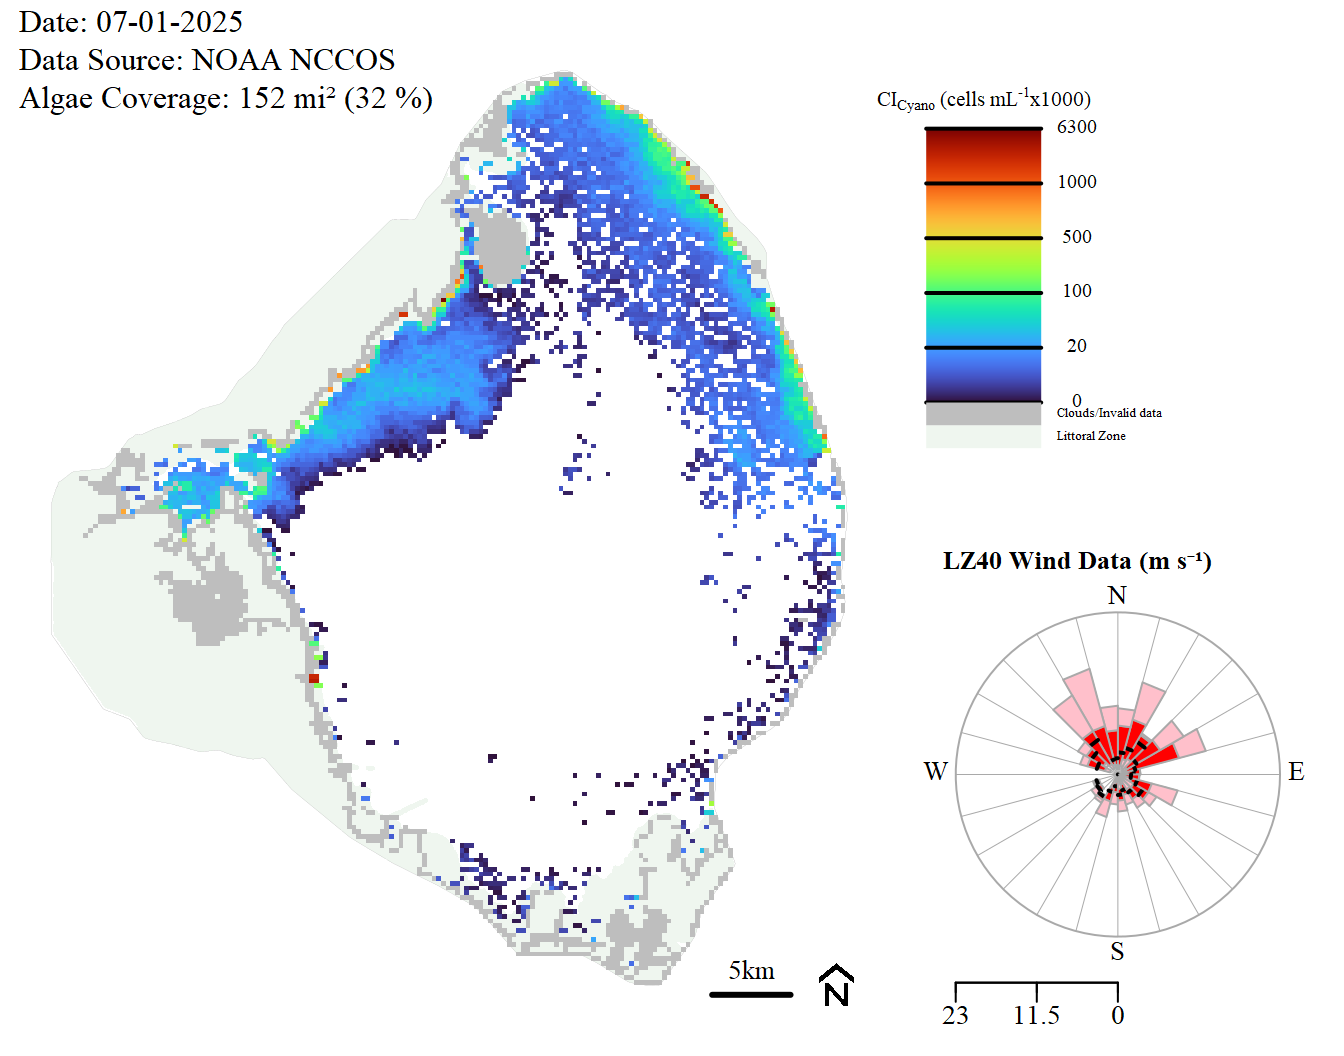 Date: 07-01-2025
Data Source: NOAA NCCOS
Algae Coverage: 152 mi² (32 %)
CICyano (cells mL⁻¹x1000)
6300
1000
500
100
20
0
Clouds/Invalid data
Littoral Zone
LZ40 Wind Data (m s⁻¹)
N
W
E
S
5km
N
23 11.5 0